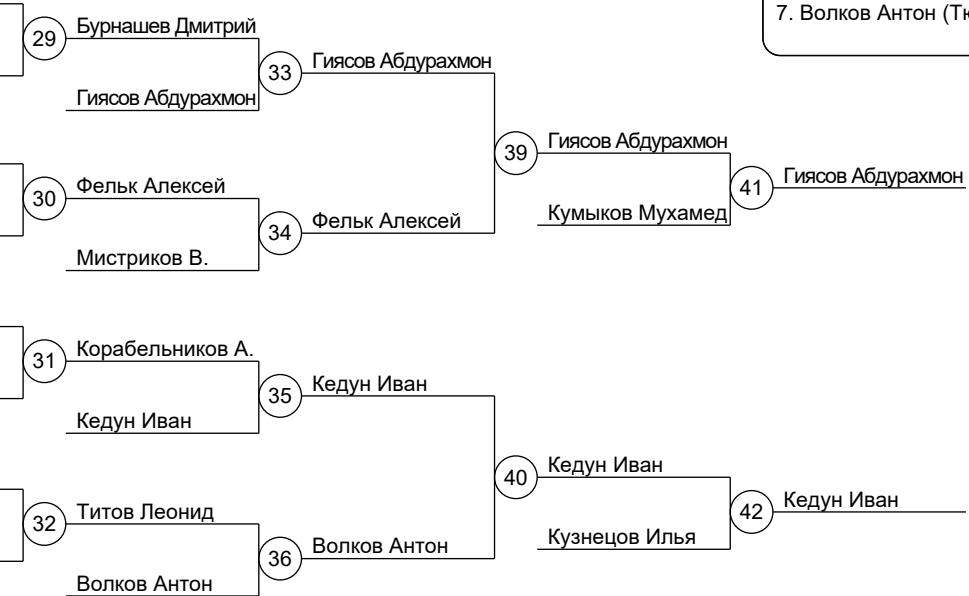 7. Волков Антон
29
Бурнашев Дмитрий
Гиясов Абдурахмон
33
Гиясов Абдурахмон
30
Фельк Алексей
Мистриков В.
34
Фельк Алексей
39
Гиясов Абдурахмон
Кумыков Мухамед
41
Гиясов Абдурахмон
31
Корабельников А.
Кедун Иван
35
Кедун Иван
32
Титов Леонид
Волков Антон
36
Волков Антон
40
Кедун Иван
Кузнецов Илья
42
Кедун Иван